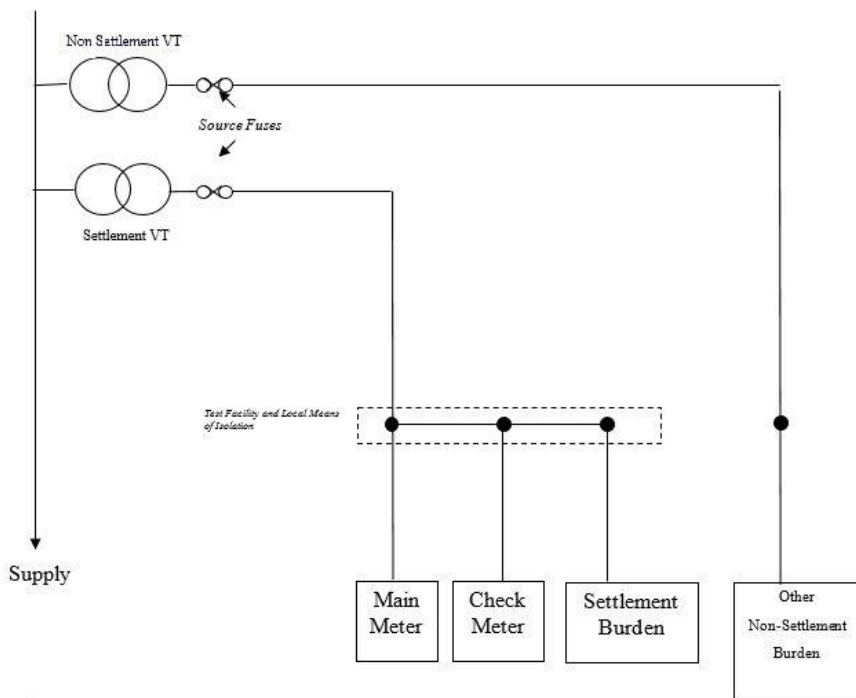 Non Settlement VT
Source Fuses
Settlement VT
Test Facility and Local Means
of Isolation
Supply
Main
Meter
Check
Meter
Settlement
Burden
Other
Non-Settlement
Burden